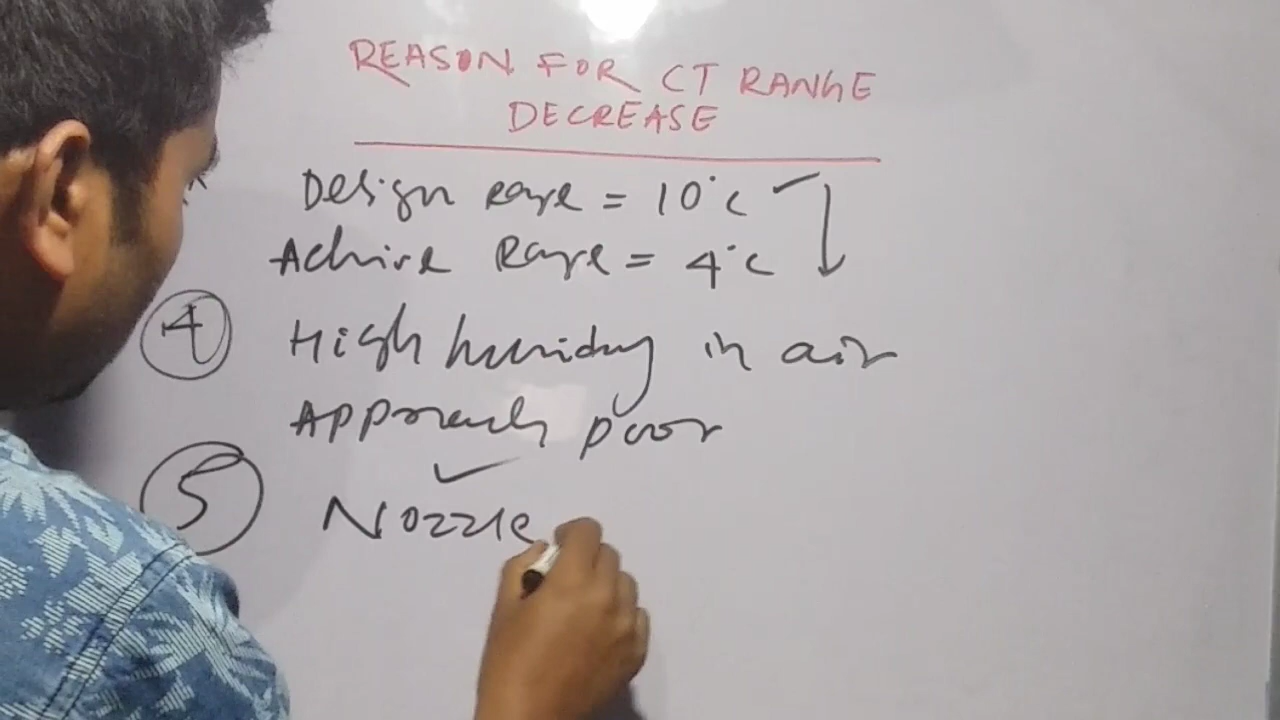 REASON FOR CT RANGE
DECREASE
Design Range = 10°c
Achive Range = 4°c
4 High humidity in air
Approach poor
5 Nozzle